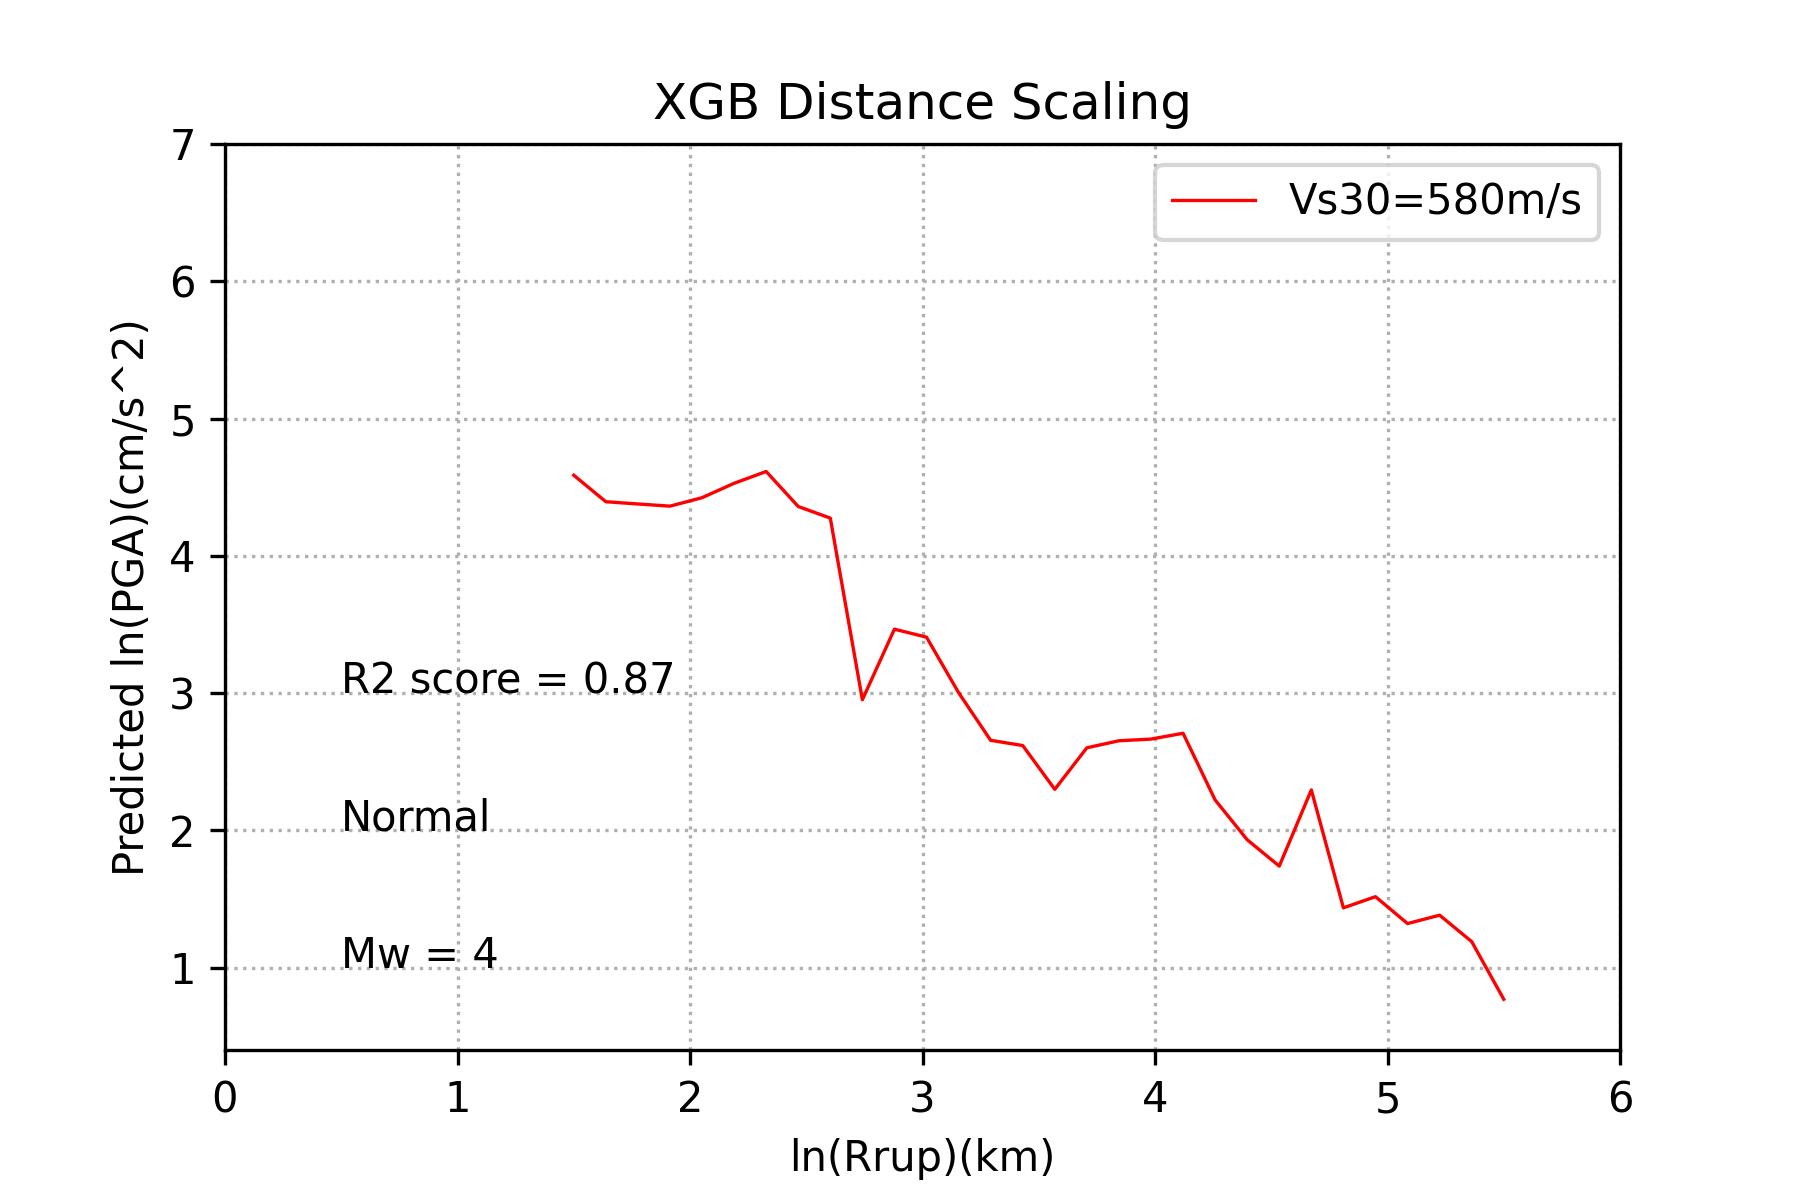 XGB Distance Scaling
7
6
5
4
3
2
1
Predicted ln(PGA)(cm/s^2)
Vs30=580m/s
R2 score = 0.87
Normal
Mw = 4
0 1 2 3 4 5 6
ln(Rrup)(km)